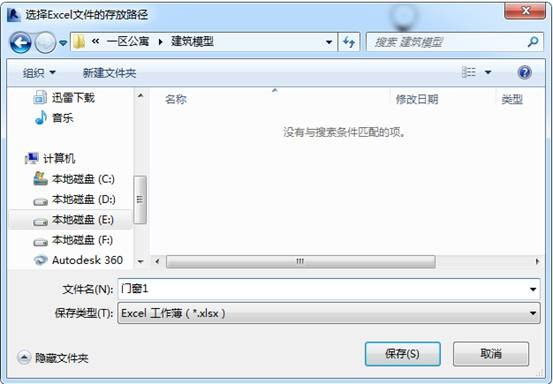 选择Excel文件的存放路径
« 一区公寓 建筑模型 搜索 建筑模型
组织 新建文件夹
迅雷下载
音乐
计算机
本地磁盘 (C:)
本地磁盘 (D:)
本地磁盘 (E:)
本地磁盘 (F:)
Autodesk 360
名称 修改日期 类型
没有与搜索条件匹配的项。
文件名(N): 门窗1
保存类型(T): Excel 工作薄 (*.xlsx)
隐藏文件夹 保存(S) 取消